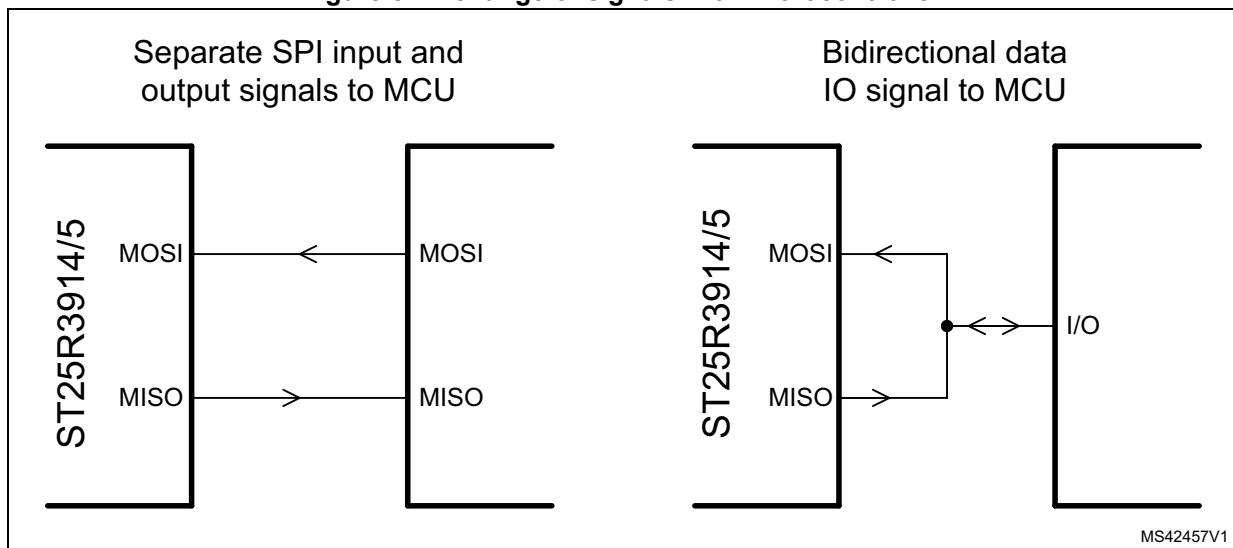 Separate SPI input and
output signals to MCU
Bidirectional data
IO signal to MCU
ST25R3914/5
MOSI
MISO
MOSI
MISO
ST25R3914/5
MOSI
MISO
I/O
MS42457V1